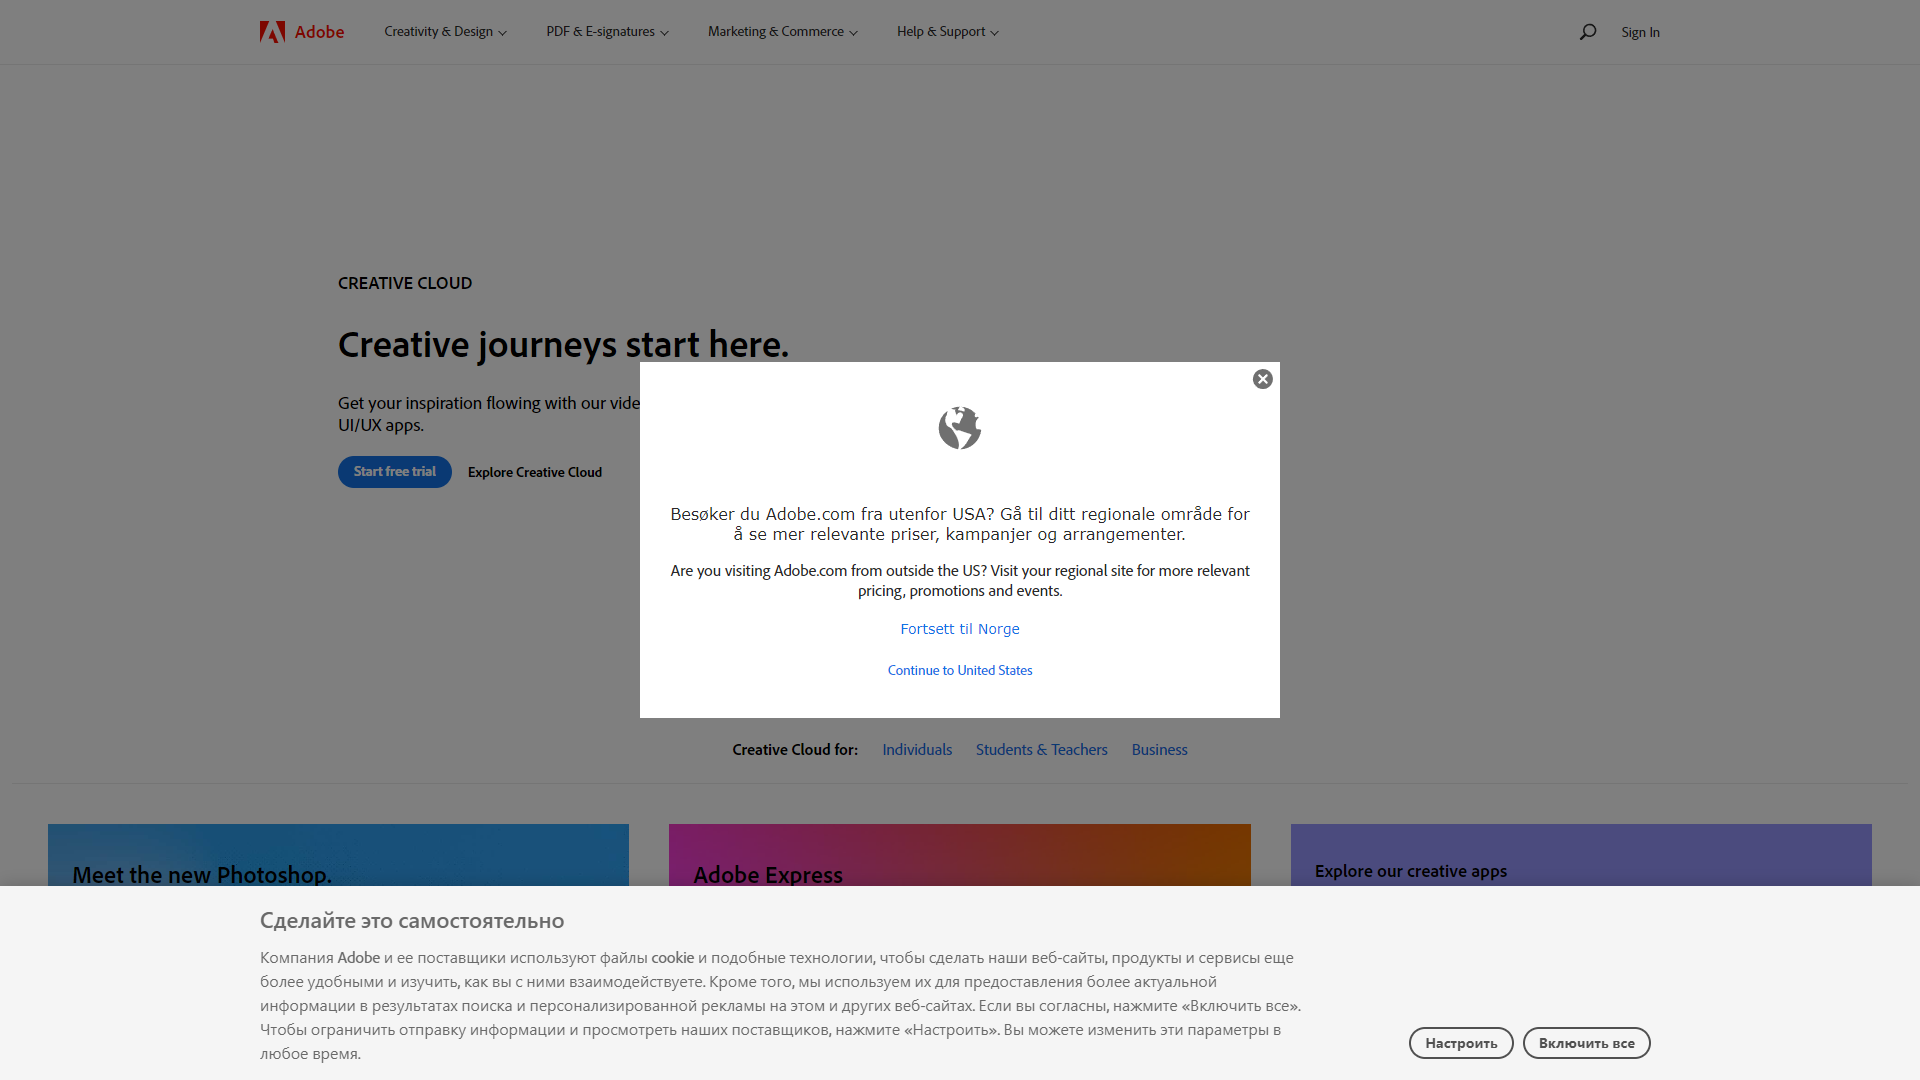 Adobe
Creativity & Design
PDF & E-signatures
Marketing & Commerce
Help & Support
Sign In
CREATIVE CLOUD
Creative journeys start here.
Get your inspiration flowing with our
UI/UX apps.
Start free trial
Explore Creative Cloud
Besøker du Adobe.com fra utenfor USA? Gå til ditt regionale område for
å se mer relevante priser, kampanjer og arrangementer.
Are you visiting Adobe.com from outside the US? Visit your regional site for more relevant
pricing, promotions and events.
Fortsett til Norge
Continue to United States
Creative Cloud for:
Individuals
Students & Teachers
Business
Meet the new Photoshop.
Adobe Express
Explore our creative apps
Сделайте это самостоятельно
Компания Adobe и ее поставщики используют файлы cookie и подобные технологии, чтобы сделать наши веб-сайты, продукты и сервисы еще
более удобными и изучить, как вы с ними взаимодействуете. Кроме того, мы используем их для предоставления более актуальной
информации в результатах поиска и персонализированной рекламы на этом и других веб-сайтах. Если вы согласны, нажмите «Включить все».
Чтобы ограничить отправку информации и просмотреть наших поставщиков, нажмите «Настроить». Вы можете изменить эти параметры в
любое время.
Настроить
Включить все